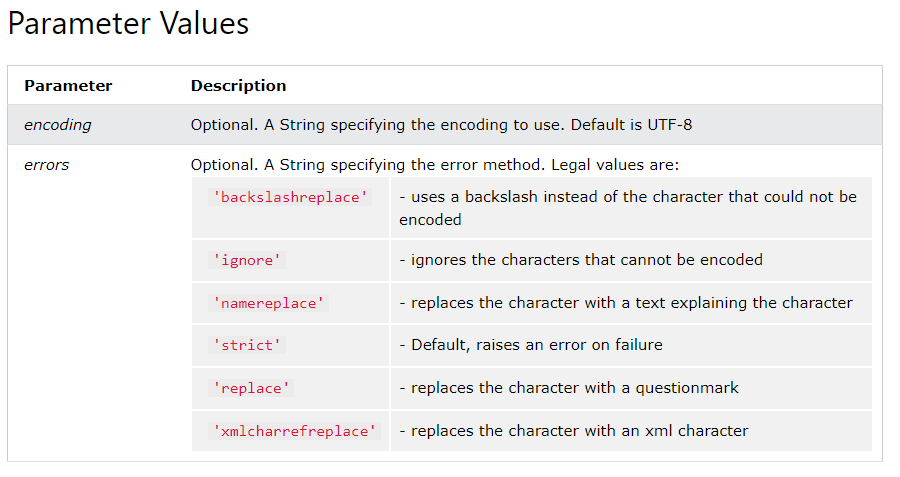 Parameter Values
Parameter Description
encoding Optional. A String specifying the encoding to use. Default is UTF-8
errors Optional. A String specifying the error method. Legal values are:
'backslashreplace' - uses a backslash instead of the character that could not be
encoded
'ignore' - ignores the characters that cannot be encoded
'namereplace' - replaces the character with a text explaining the character
'strict' - Default, raises an error on failure
'replace' - replaces the character with a questionmark
'xmlcharrefreplace' - replaces the character with an xml character